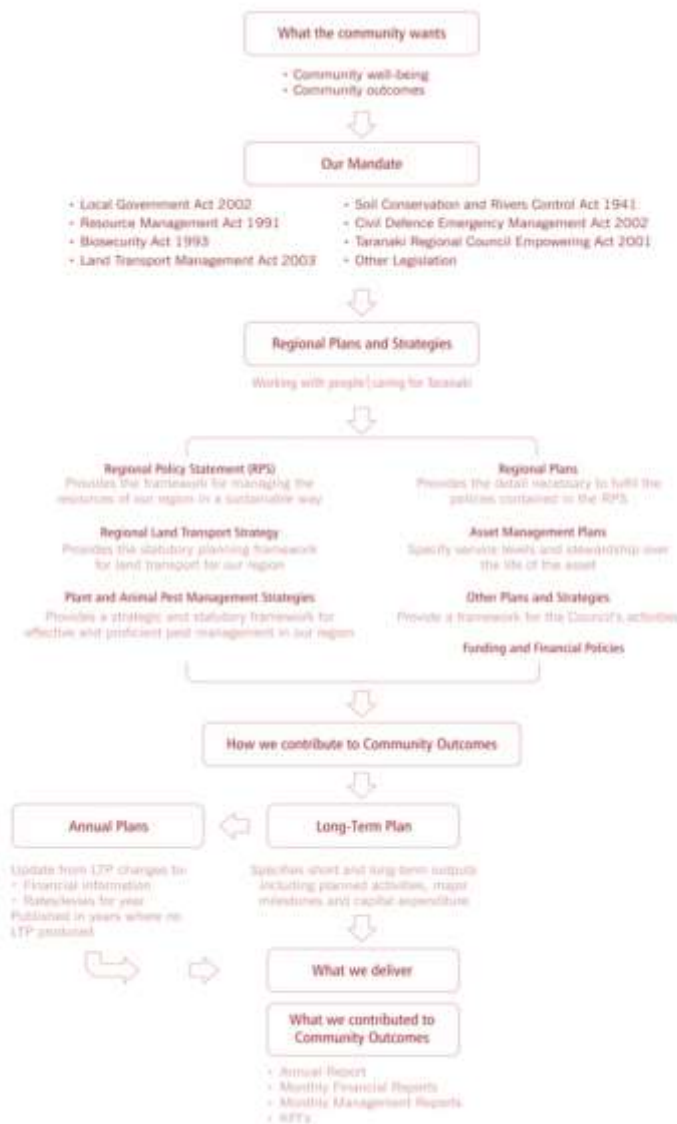 What the community wants
• Community well-being
• Community outcomes
Our Mandate
• Local Government Act 2002
• Resource Management Act 1991
• Biosecurity Act 1993
• Land Transport Management Act 2003
• Soil Conservation and Rivers Control Act 1941
• Civil Defence Emergency Management Act 2002
• Taranaki Regional Council Empowering Act 2001
• Other Legislation
Regional Plans and Strategies
Working with people | caring for Taranaki
Regional Policy Statement (RPS)
Provides the framework for managing the
resources of our region in a sustainable way
Regional Land Transport Strategy
Provides the statutory planning framework
for land transport for our region
Plant and Animal Pest Management Strategies
Provides a strategic and statutory framework for
effective and proficient pest management in our region
Regional Plans
Provides the detail necessary to fulfil the
policies contained in the RPS
Asset Management Plans
Specify service levels and stewardship over
the life of the asset
Other Plans and Strategies
Provide a framework for the Council's activities
Funding and Financial Policies
How we contribute to Community Outcomes
Annual Plans
Update from LTP changes to:
• Financial information
• Rates/levies for year
Published in years where no
LTP produced
Long-Term Plan
Specifies short and long-term outputs
including planned activities, major
milestones and capital expenditure
What we deliver
What we contributed to
Community Outcomes
• Annual Report
• Monthly Financial Reports
• Monthly Management Reports